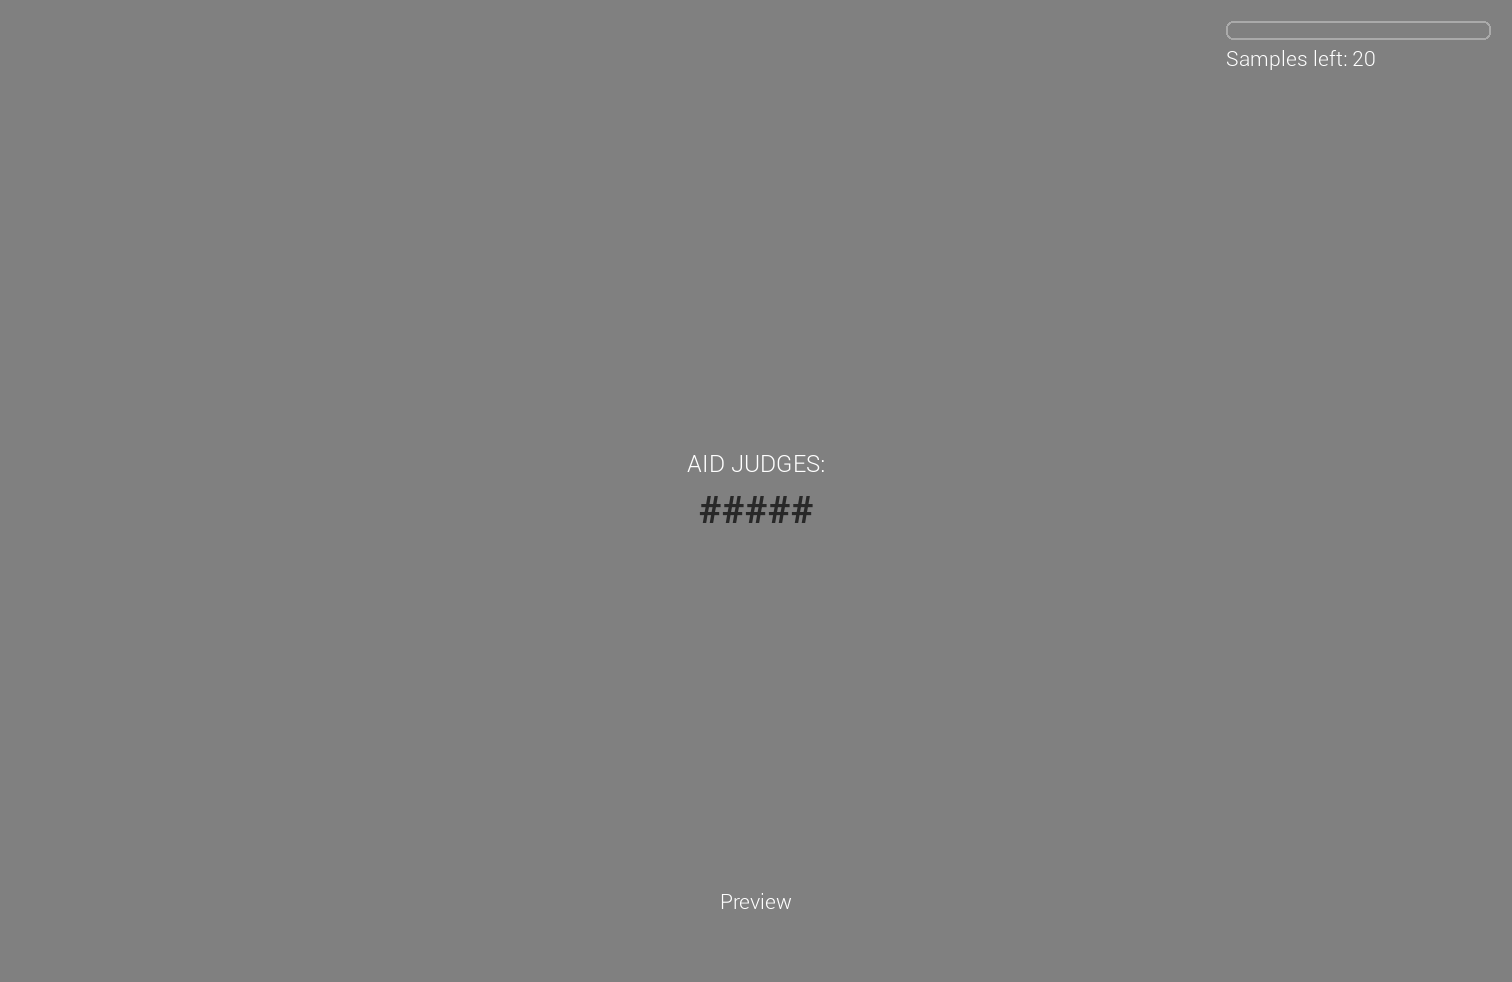 Samples left: 20
AID JUDGES:
#####
Preview